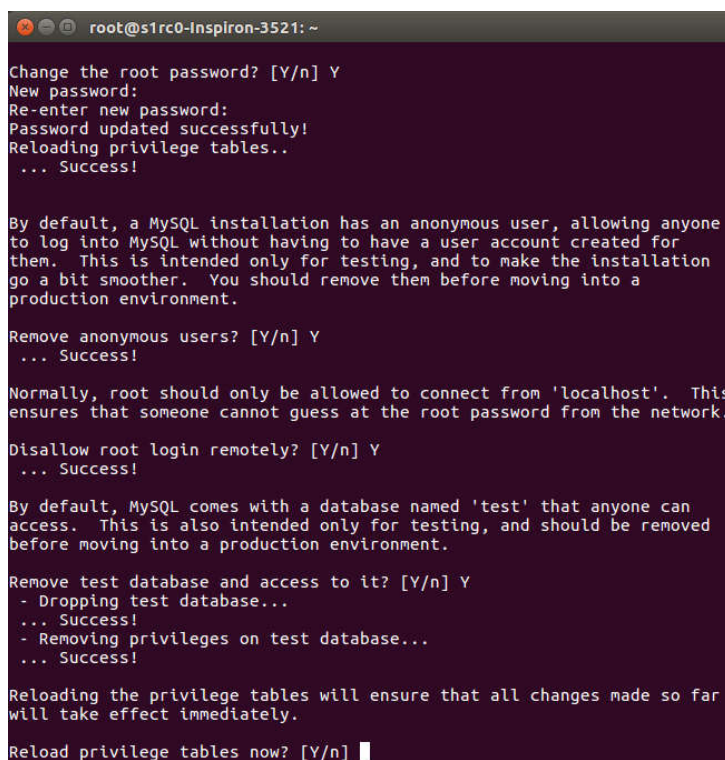 root@s1rc0-Inspiron-3521: ~
Change the root password? [Y/n] Y
New password:
Re-enter new password:
Password updated successfully!
Reloading privilege tables..
 ... Success!
By default, a MySQL installation has an anonymous user, allowing anyone
to log into MySQL without having to have a user account created for
them.  This is intended only for testing, and to make the installation
go a bit smoother.  You should remove them before moving into a
production environment.
Remove anonymous users? [Y/n] Y
 ... Success!
Normally, root should only be allowed to connect from 'localhost'.  This
ensures that someone cannot guess at the root password from the network.
Disallow root login remotely? [Y/n] Y
 ... Success!
By default, MySQL comes with a database named 'test' that anyone can
access.  This is also intended only for testing, and should be removed
before moving into a production environment.
Remove test database and access to it? [Y/n] Y
 - Dropping test database...
 ... Success!
 - Removing privileges on test database...
 ... Success!
Reloading the privilege tables will ensure that all changes made so far
will take effect immediately.
Reload privilege tables now? [Y/n]